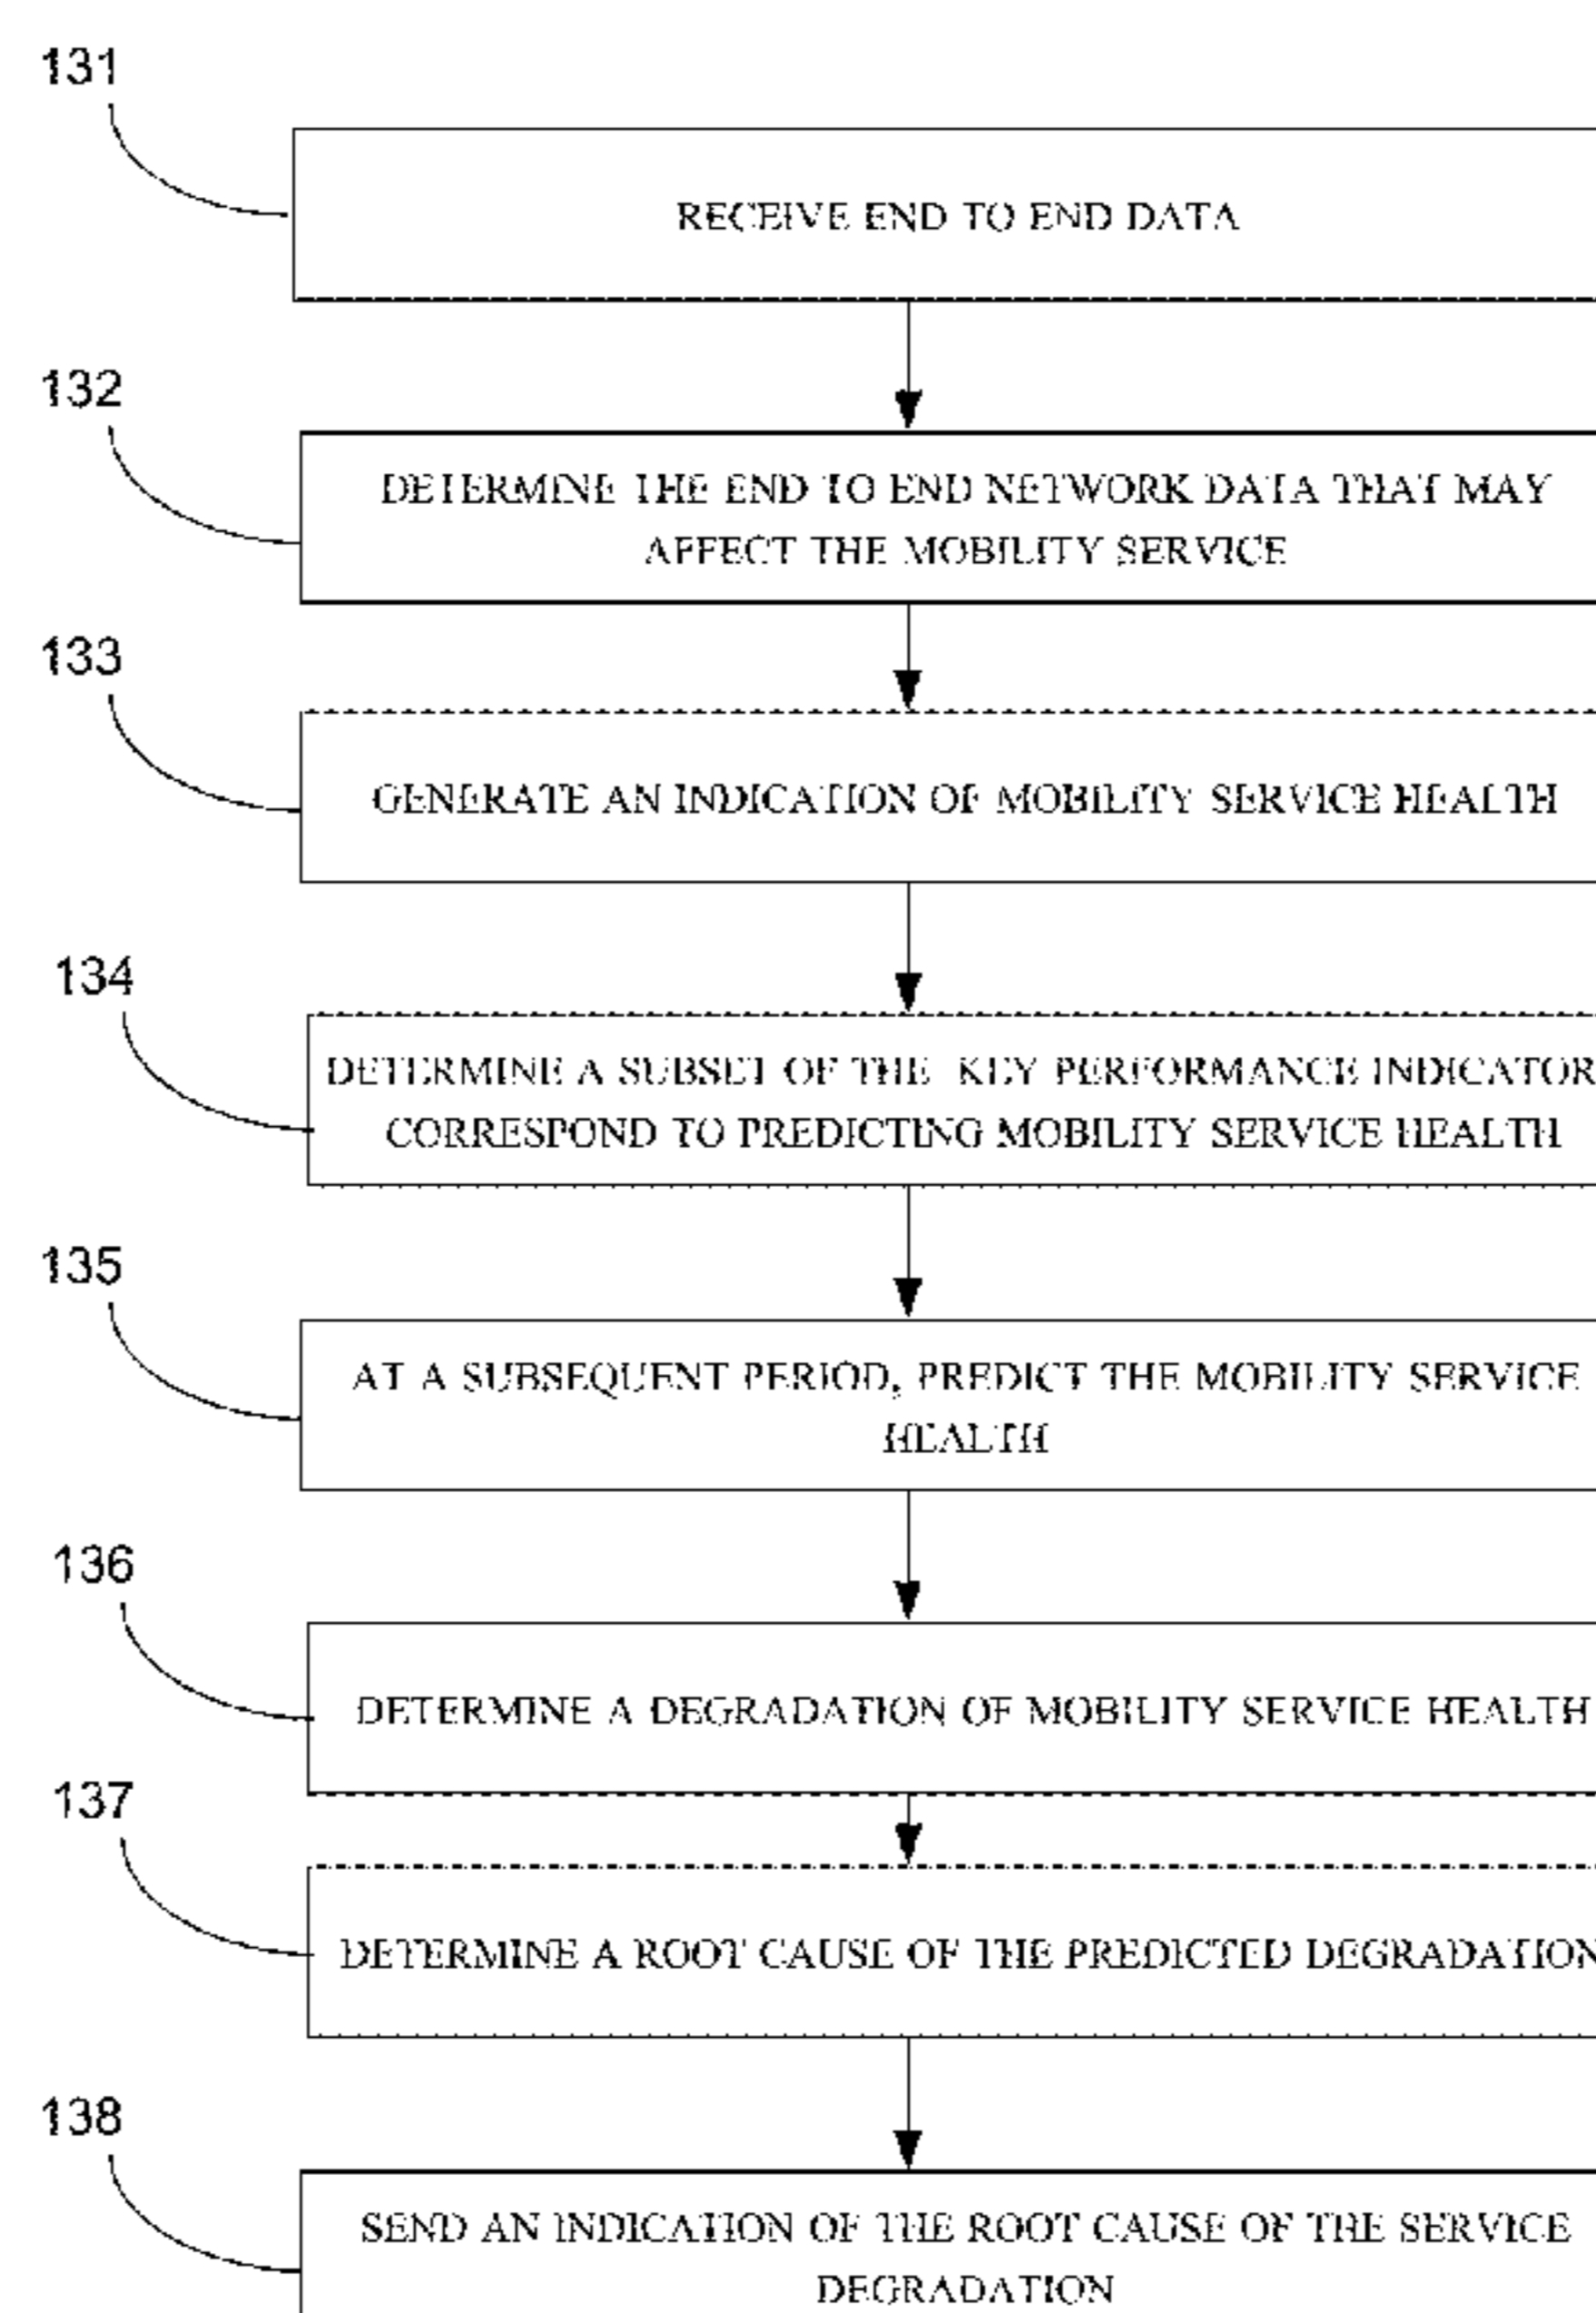 131
RECEIVE END TO END DATA
132
DETERMINE THE END TO END NETWORK DATA THAT MAY
AFFECT THE MOBILITY SERVICE
133
GENERATE AN INDICATION OF MOBILITY SERVICE HEALTH
134
DETERMINE A SUBSET OF THE KEY PERFORMANCE INDICATOR
CORRESPOND TO PREDICTING MOBILITY SERVICE HEALTH
135
AT A SUBSEQUENT PERIOD, PREDICT THE MOBILITY SERVICE
HEALTH
136
DETERMINE A DEGRADATION OF MOBILITY SERVICE HEALTH
137
DETERMINE A ROOT CAUSE OF THE PREDICTED DEGRADATION
138
SEND AN INDICATION OF THE ROOT CAUSE OF THE SERVICE
DEGRADATION